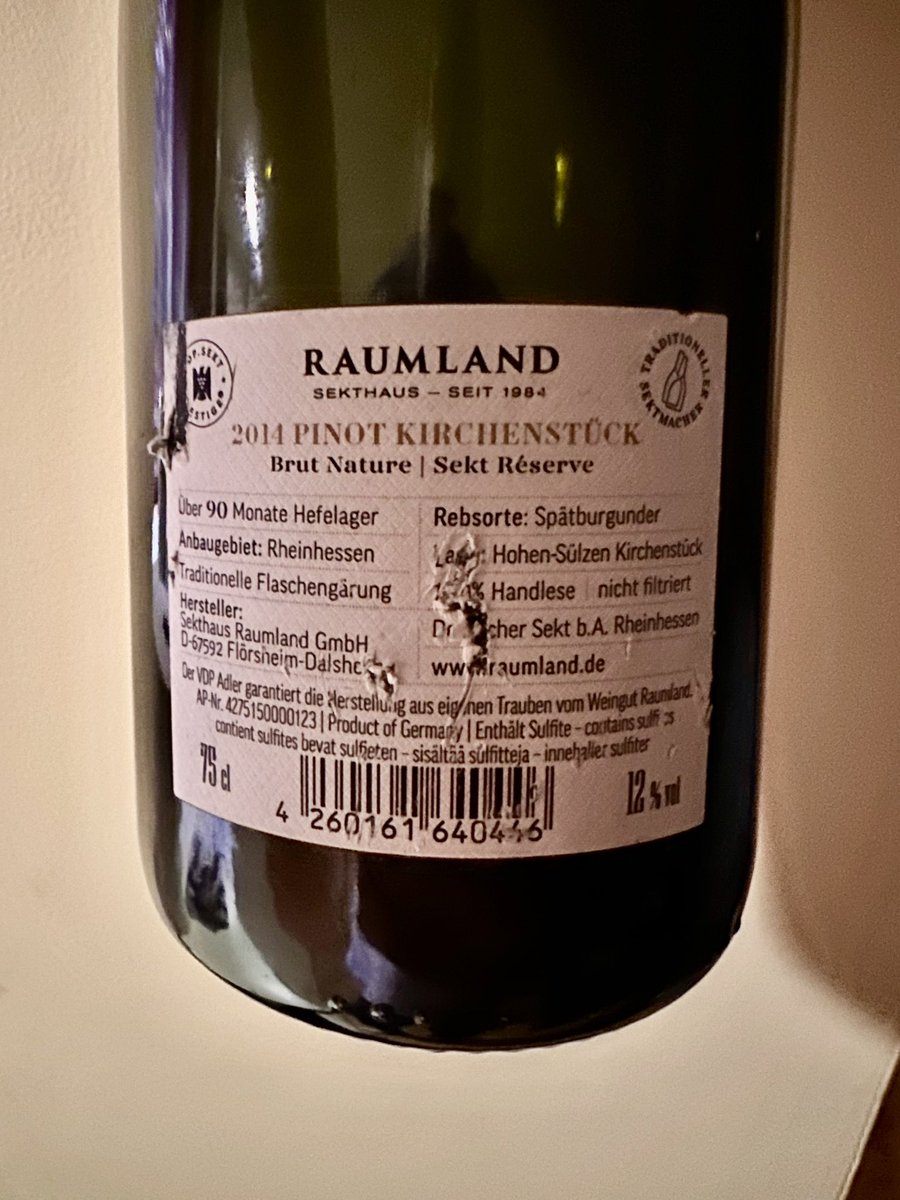 RAUMLAND
SEKTHAUS – SEIT 1984
TRADITIONELLER SEKTMACHER
2014 PINOT KIRCHENSTÜCK
Brut Nature | Sekt Réserve
Über 90 Monate Hefelager
Anbaugebiet: Rheinhessen
Traditionelle Flaschengärung
Hersteller:
Sekthaus Raumland GmbH
D-67592 Flörsheim-Dalshe
Rebsorte: Spätburgunder
Hohen-Sülzen Kirchenstück
Handlese | nicht filtriert
Sekt b.A. Rheinhessen
www.raumland.de
Der VDP Adler garantiert die Herstellung aus eigenen Trauben vom Weingut Raumland.
AP-Nr. 4275150000123 | Product of Germany | Enthält Sulfite – contains
contient sulfites bevat sulfieten – sisältää sulfitteja – innehaller sulfiter
75 cl
12 % vol
4 260161 640446